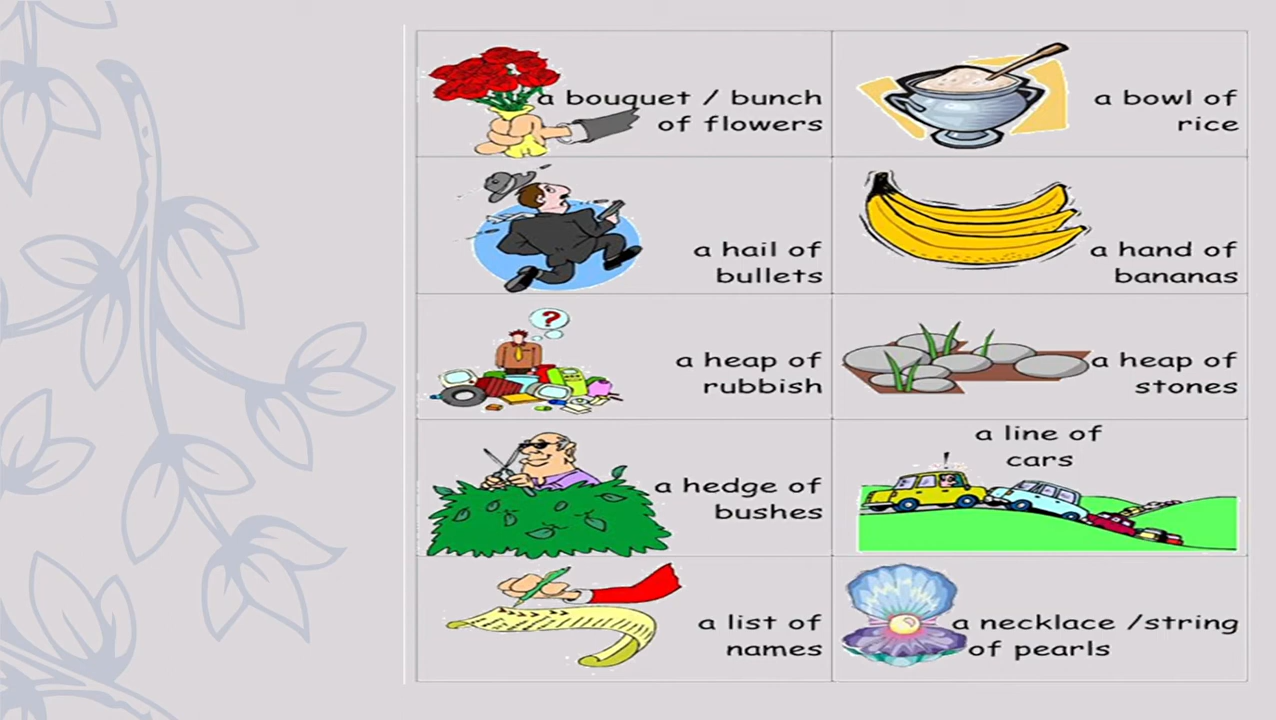 a bouquet / bunch
of flowers
a bowl of
rice
a hail of
bullets
a hand of
bananas
?
a heap of
rubbish
a heap of
stones
a hedge of
bushes
a line of
cars
a list of
names
a necklace /string
of pearls